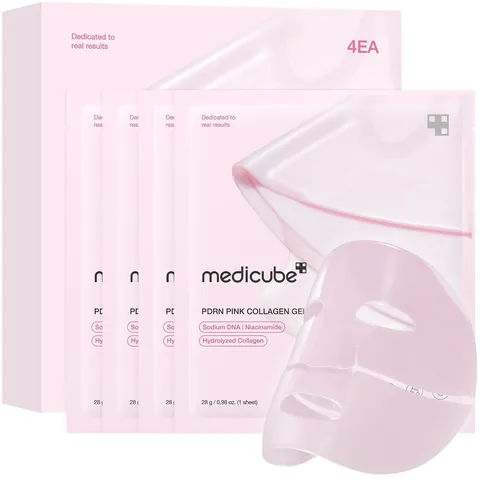 Dedicated to
real results
4EA
Dedicated to
real results
medicube
PDRN PINK COLLAGEN GEL
Sodium DNA | Niacinamide
Hydrolyzed Collagen
28 g / 0.98 oz. (1 sheet)